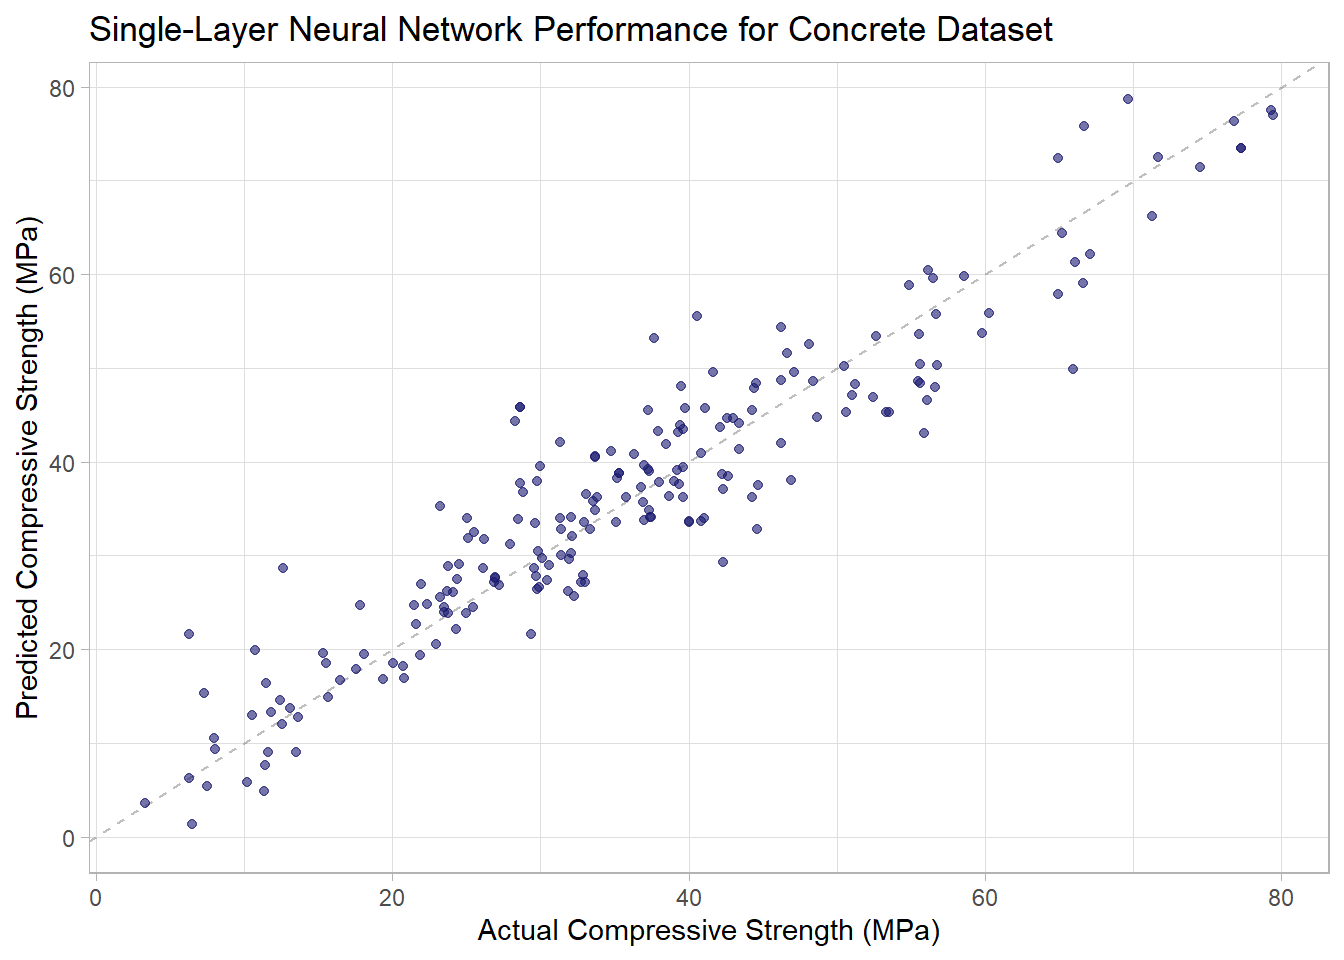 Single-Layer Neural Network Performance for Concrete Dataset
Predicted Compressive Strength (MPa)
80
60
40
20
0
0 20 40 60 80
Actual Compressive Strength (MPa)